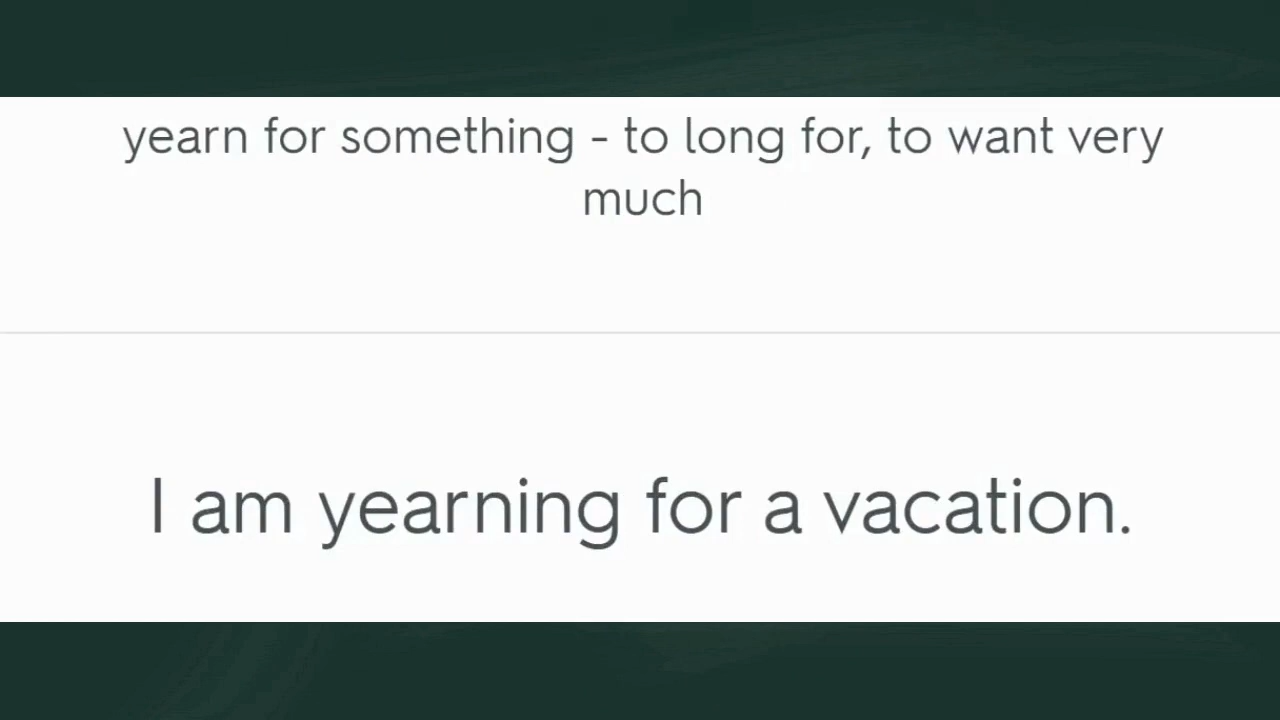 yearn for something - to long for, to want very
much
I am yearning for a vacation.